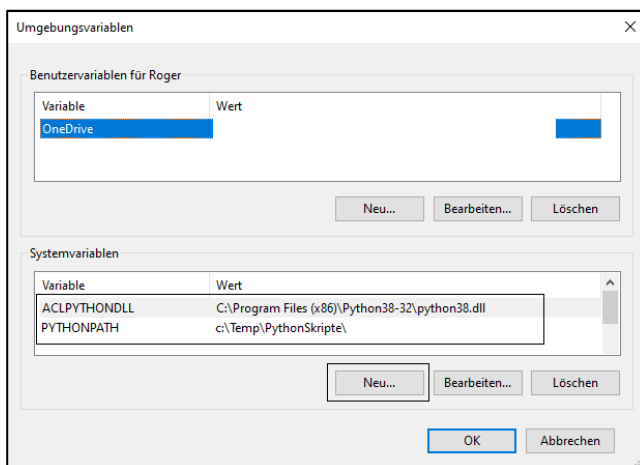 Umgebungsvariablen
Benutzervariablen für Roger
Variable Wert
OneDrive
Neu... Bearbeiten... Löschen
Systemvariablen
Variable Wert
ACLPYTHONDLL C:\Program Files (x86)\Python38-32\python38.dll
PYTHONPATH c:\Temp\PythonSkripte\
Neu... Bearbeiten... Löschen
OK Abbrechen